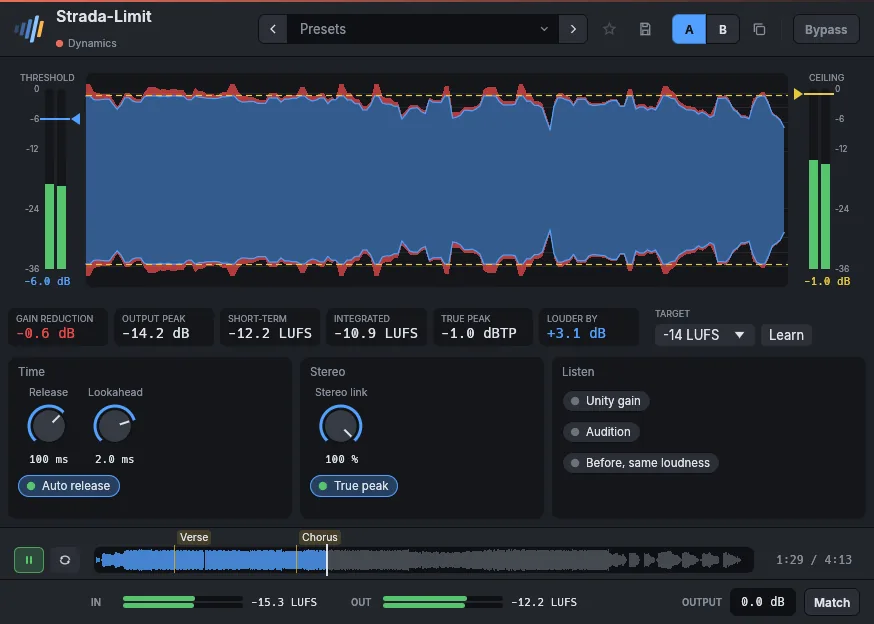 Strada-Limit
Dynamics
Presets
A
B
Bypass
THRESHOLD
0
-6
-12
-24
-36
-6.0 dB
CEILING
0
-6
-12
-24
-36
-1.0 dB
GAIN REDUCTION
-0.6 dB
OUTPUT PEAK
-14.2 dB
SHORT-TERM
-12.2 LUFS
INTEGRATED
-10.9 LUFS
TRUE PEAK
-1.0 dBTP
LOUDER BY
+3.1 dB
TARGET
-14 LUFS
Learn
Time
Release
Lookahead
100 ms
2.0 ms
Auto release
Stereo
Stereo link
100 %
True peak
Listen
Unity gain
Audition
Before, same loudness
Verse
Chorus
1:29 / 4:13
IN
-15.3 LUFS
OUT
-12.2 LUFS
OUTPUT
0.0 dB
Match